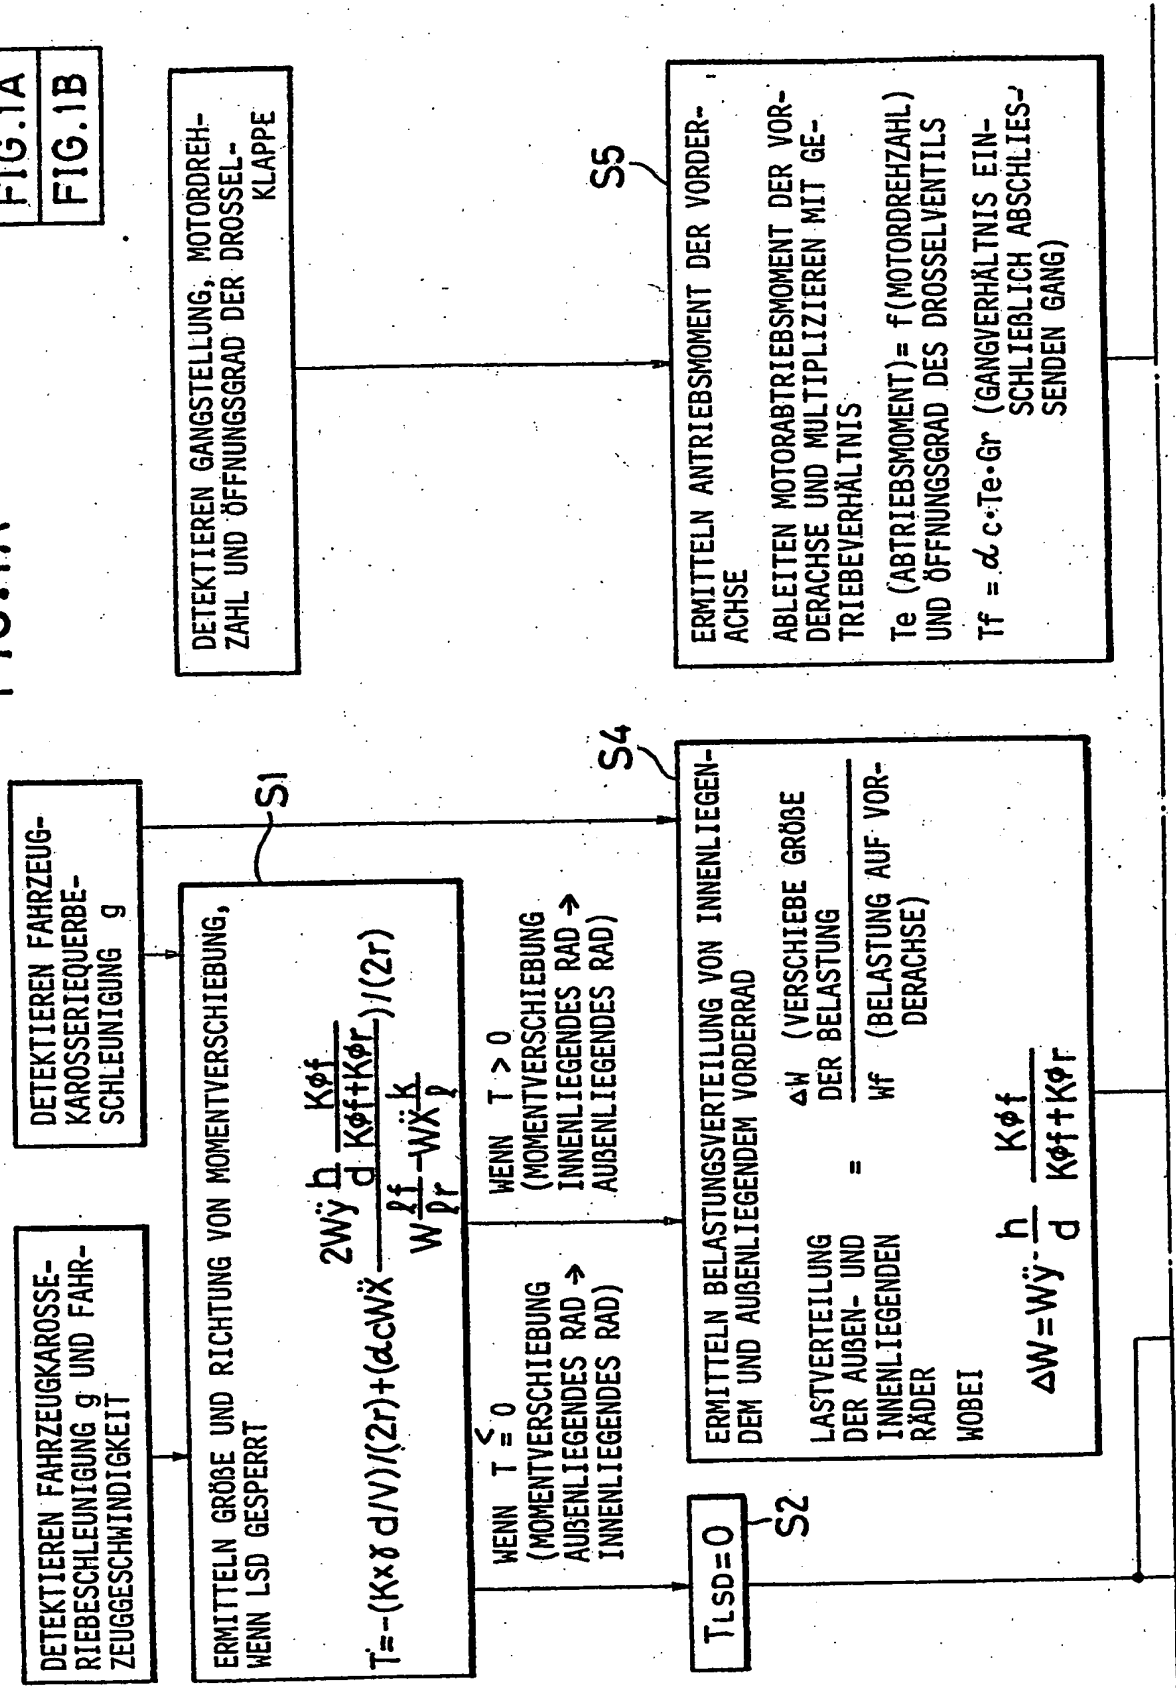 FIG.1A
FIG.1A
FIG.1B
DETEKTIEREN FAHRZEUGKAROSSE-
RIEBESCHLEUNIGUNG g UND FAHR-
ZEUGGESCHWINDIGKEIT
DETEKTIEREN FAHRZEUG-
KAROSSERIEQUERBE-
SCHLEUNIGUNG g
DETEKTIEREN GANGSTELLUNG, MOTORDREH-
ZAHL UND ÖFFNUNGSGRAD DER DROSSEL-
KLAPPE
S1
ERMITTELN GRÖßE UND RICHTUNG VON MOMENTVERSCHIEBUNG,
WENN LSD GESPERRT
T=-(K×γ d/V)/(2r)+(αcWẌ (2Wÿ h/d Kφf/(Kφf+Kφr))/(W ℓf/ℓr-WẌ K/ℓ))/(2r)
WENN T ≦ 0
(MOMENTVERSCHIEBUNG
AUßENLIEGENDES RAD →
INNENLIEGENDES RAD)
WENN T > 0
(MOMENTVERSCHIEBUNG
INNENLIEGENDES RAD →
AUßENLIEGENDES RAD)
TLSD=0
S2
S4
ERMITTELN BELASTUNGSVERTEILUNG VON INNENLIEGEN-
DEM UND AUßENLIEGENDEM VORDERRAD
LASTVERTEILUNG
DER AUßEN- UND
INNENLIEGENDEN
RÄDER
=
ΔW (VERSCHIEBE GRÖßE
DER BELASTUNG
Wf (BELASTUNG AUF VOR-
DERACHSE)
WOBEI
ΔW=Wÿ·h/d Kφf/(Kφf+Kφr)
S5
ERMITTELN ANTRIEBSMOMENT DER VORDER-
ACHSE
ABLEITEN MOTORABTRIEBSMOMENT DER VOR-
DERACHSE UND MULTIPLIZIEREN MIT GE-
TRIEBEVERHÄLTNIS
Te (ABTRIEBSMOMENT)= f(MOTORDREHZAHL)
UND ÖFFNUNGSGRAD DES DROSSELVENTILS
Tf = α c•Te•Gr (GANGVERHÄLTNIS EIN-
SCHLIEßLICH ABSCHLIES-
SENDEN GANG)